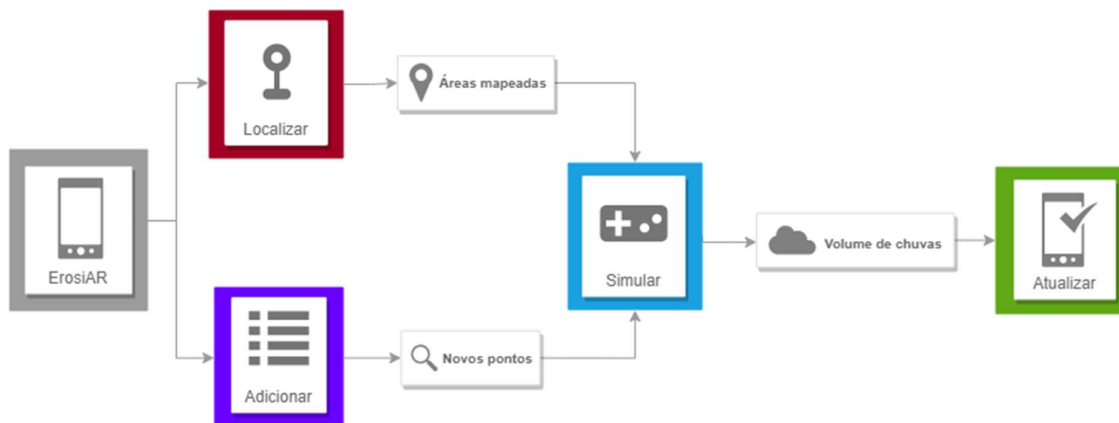 Localizar
Áreas mapeadas
ErosiAR
Simular
Volume de chuvas
Atualizar
Adicionar
Novos pontos